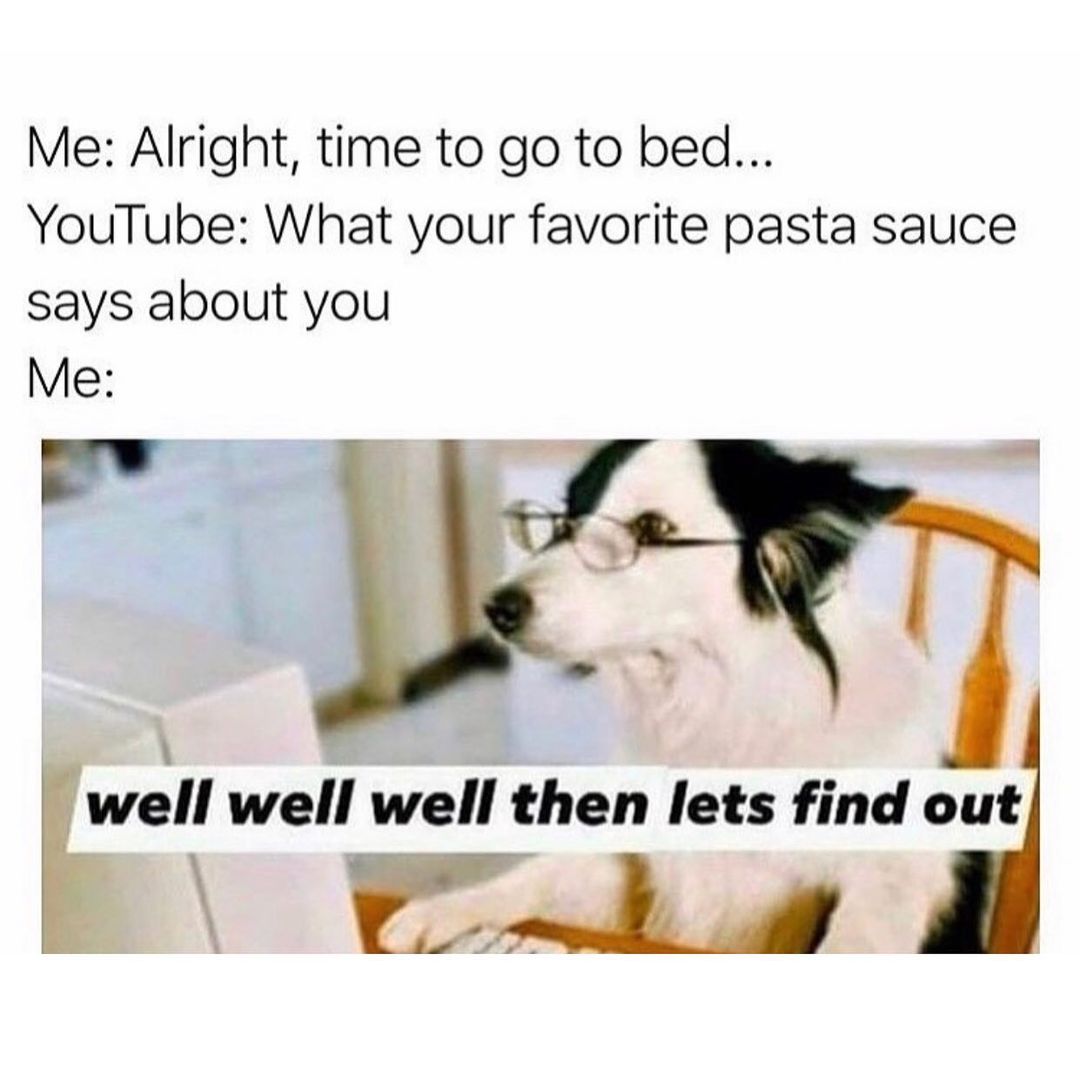 Me: Alright, time to go to bed...
YouTube: What your favorite pasta sauce
says about you
Me:
well well well then lets find out